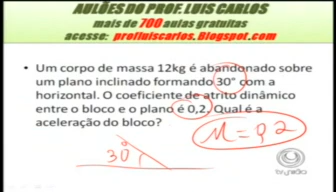 AULÕES DO PROF. LUIS CARLOS
mais de 700 aulas gratuitas
acesse: profluiscarlos.Blogspot.com
• Um corpo de massa 12kg é abandonado sobre
um plano inclinado formando 30° com a
horizontal. O coeficiente de atrito dinâmico
entre o bloco e o plano é 0,2, Qual é a
aceleração do bloco?
M = 0,2
30°